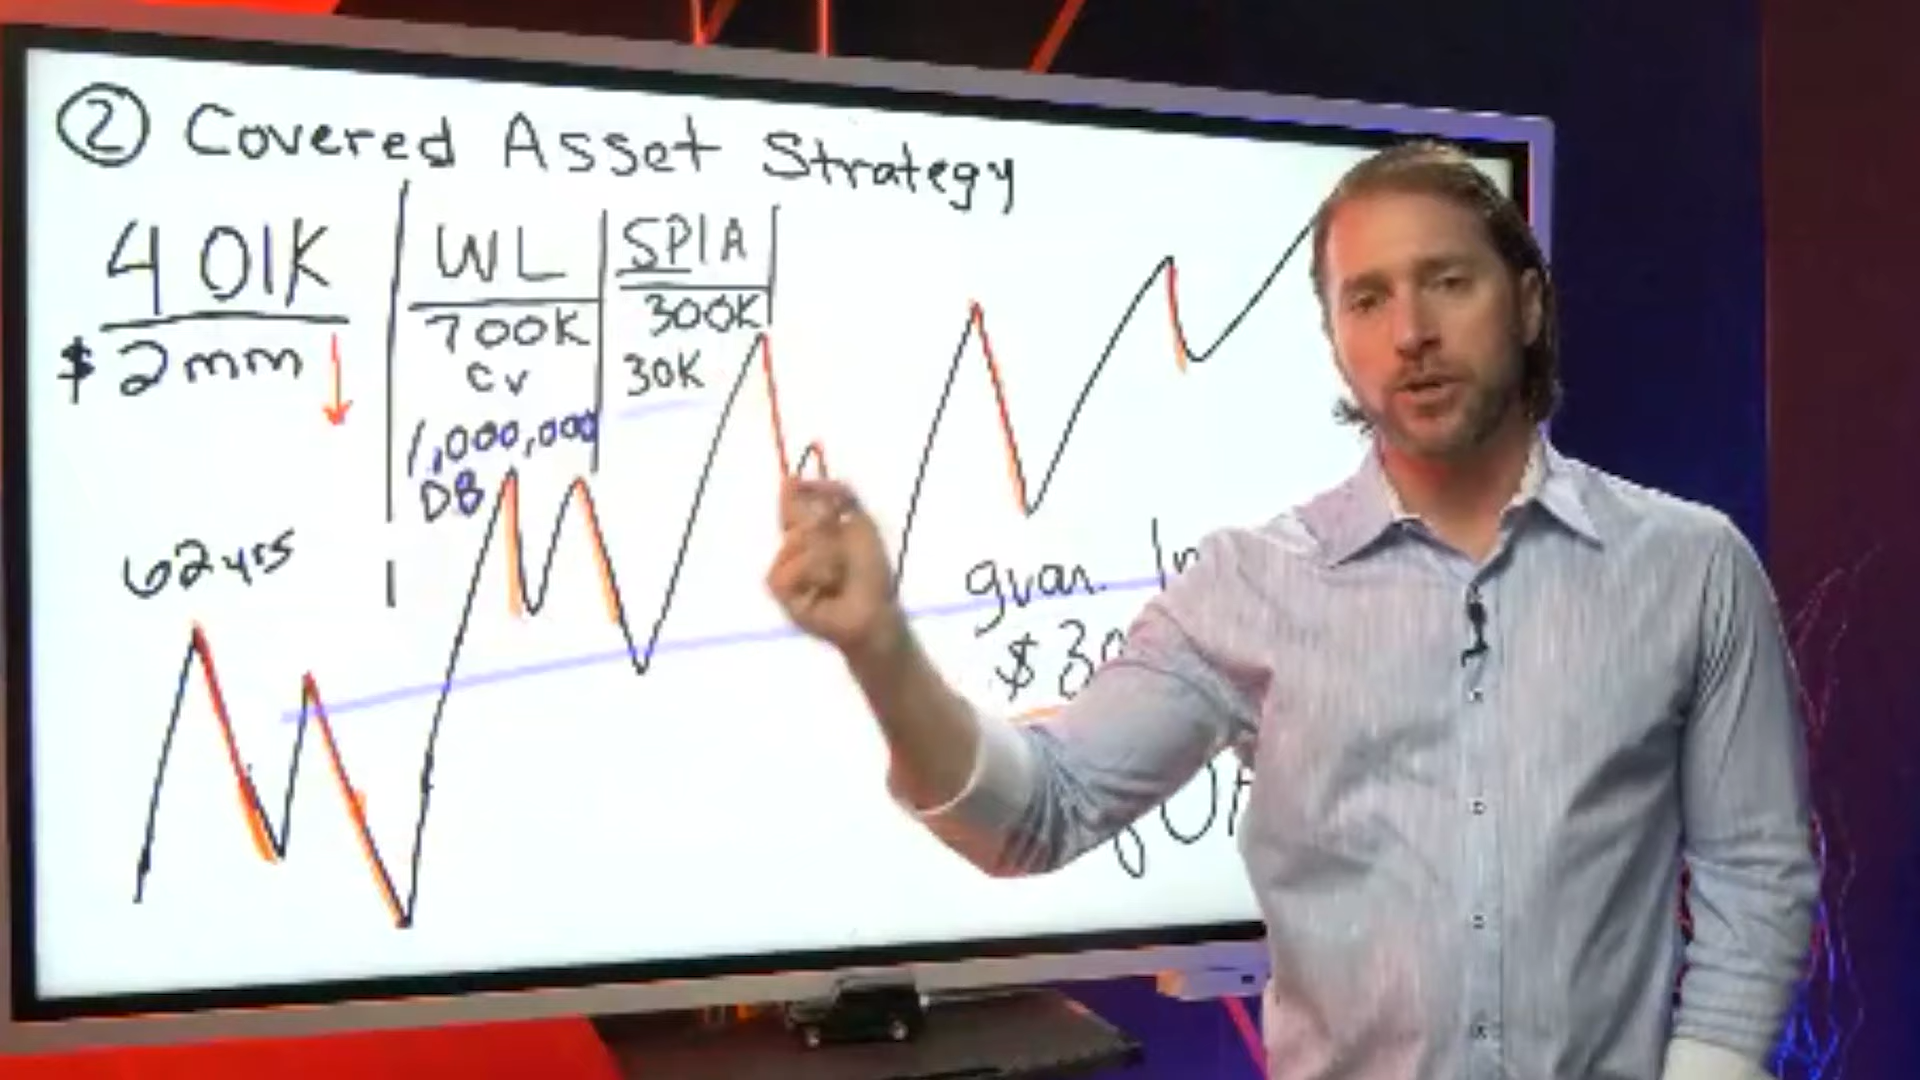 ② Covered Asset Strategy
401K
$2mm
WL
700K
CV
1,000,000
DB
SPIA
300K
30K
62yrs
guar.